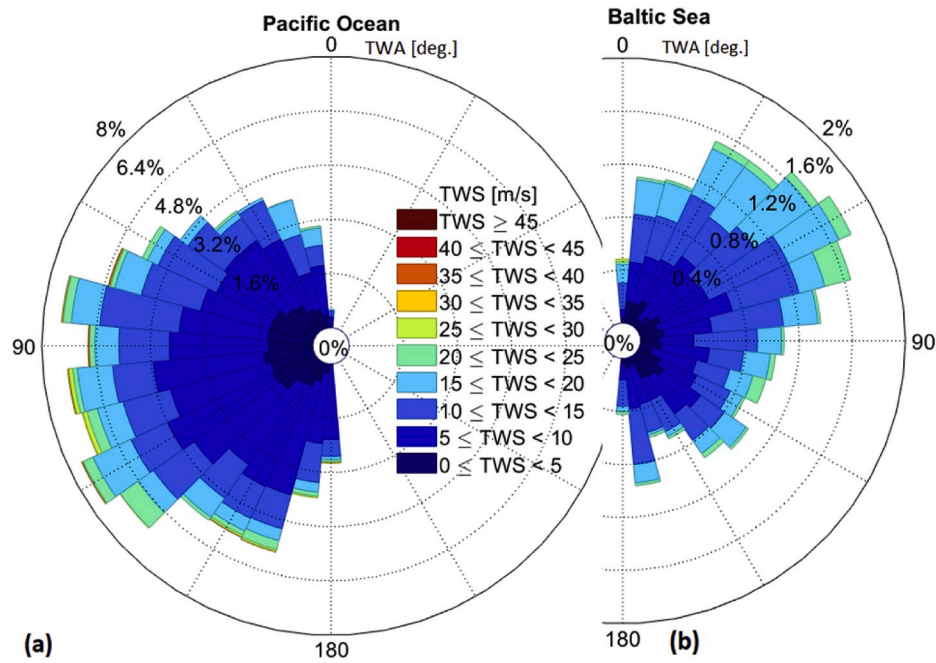 Pacific Ocean
0 TWA [deg.]
8%
6.4%
4.8%
3.2%
1.6%
0%
90
180
(a)
TWS [m/s]
TWS ≥ 45
40 ≤ TWS < 45
35 ≤ TWS < 40
30 ≤ TWS < 35
25 ≤ TWS < 30
20 ≤ TWS < 25
15 ≤ TWS < 20
10 ≤ TWS < 15
5 ≤ TWS < 10
0 ≤ TWS < 5
Baltic Sea
0 TWA [deg.]
2%
1.6%
1.2%
0.8%
0.4%
0%
90
180
(b)